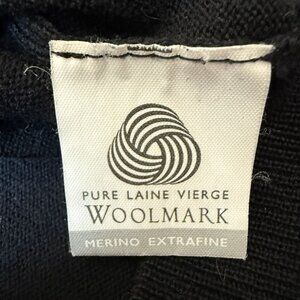 PURE LAINE VIERGE
WOOLMARK
MERINO EXTRAFINE